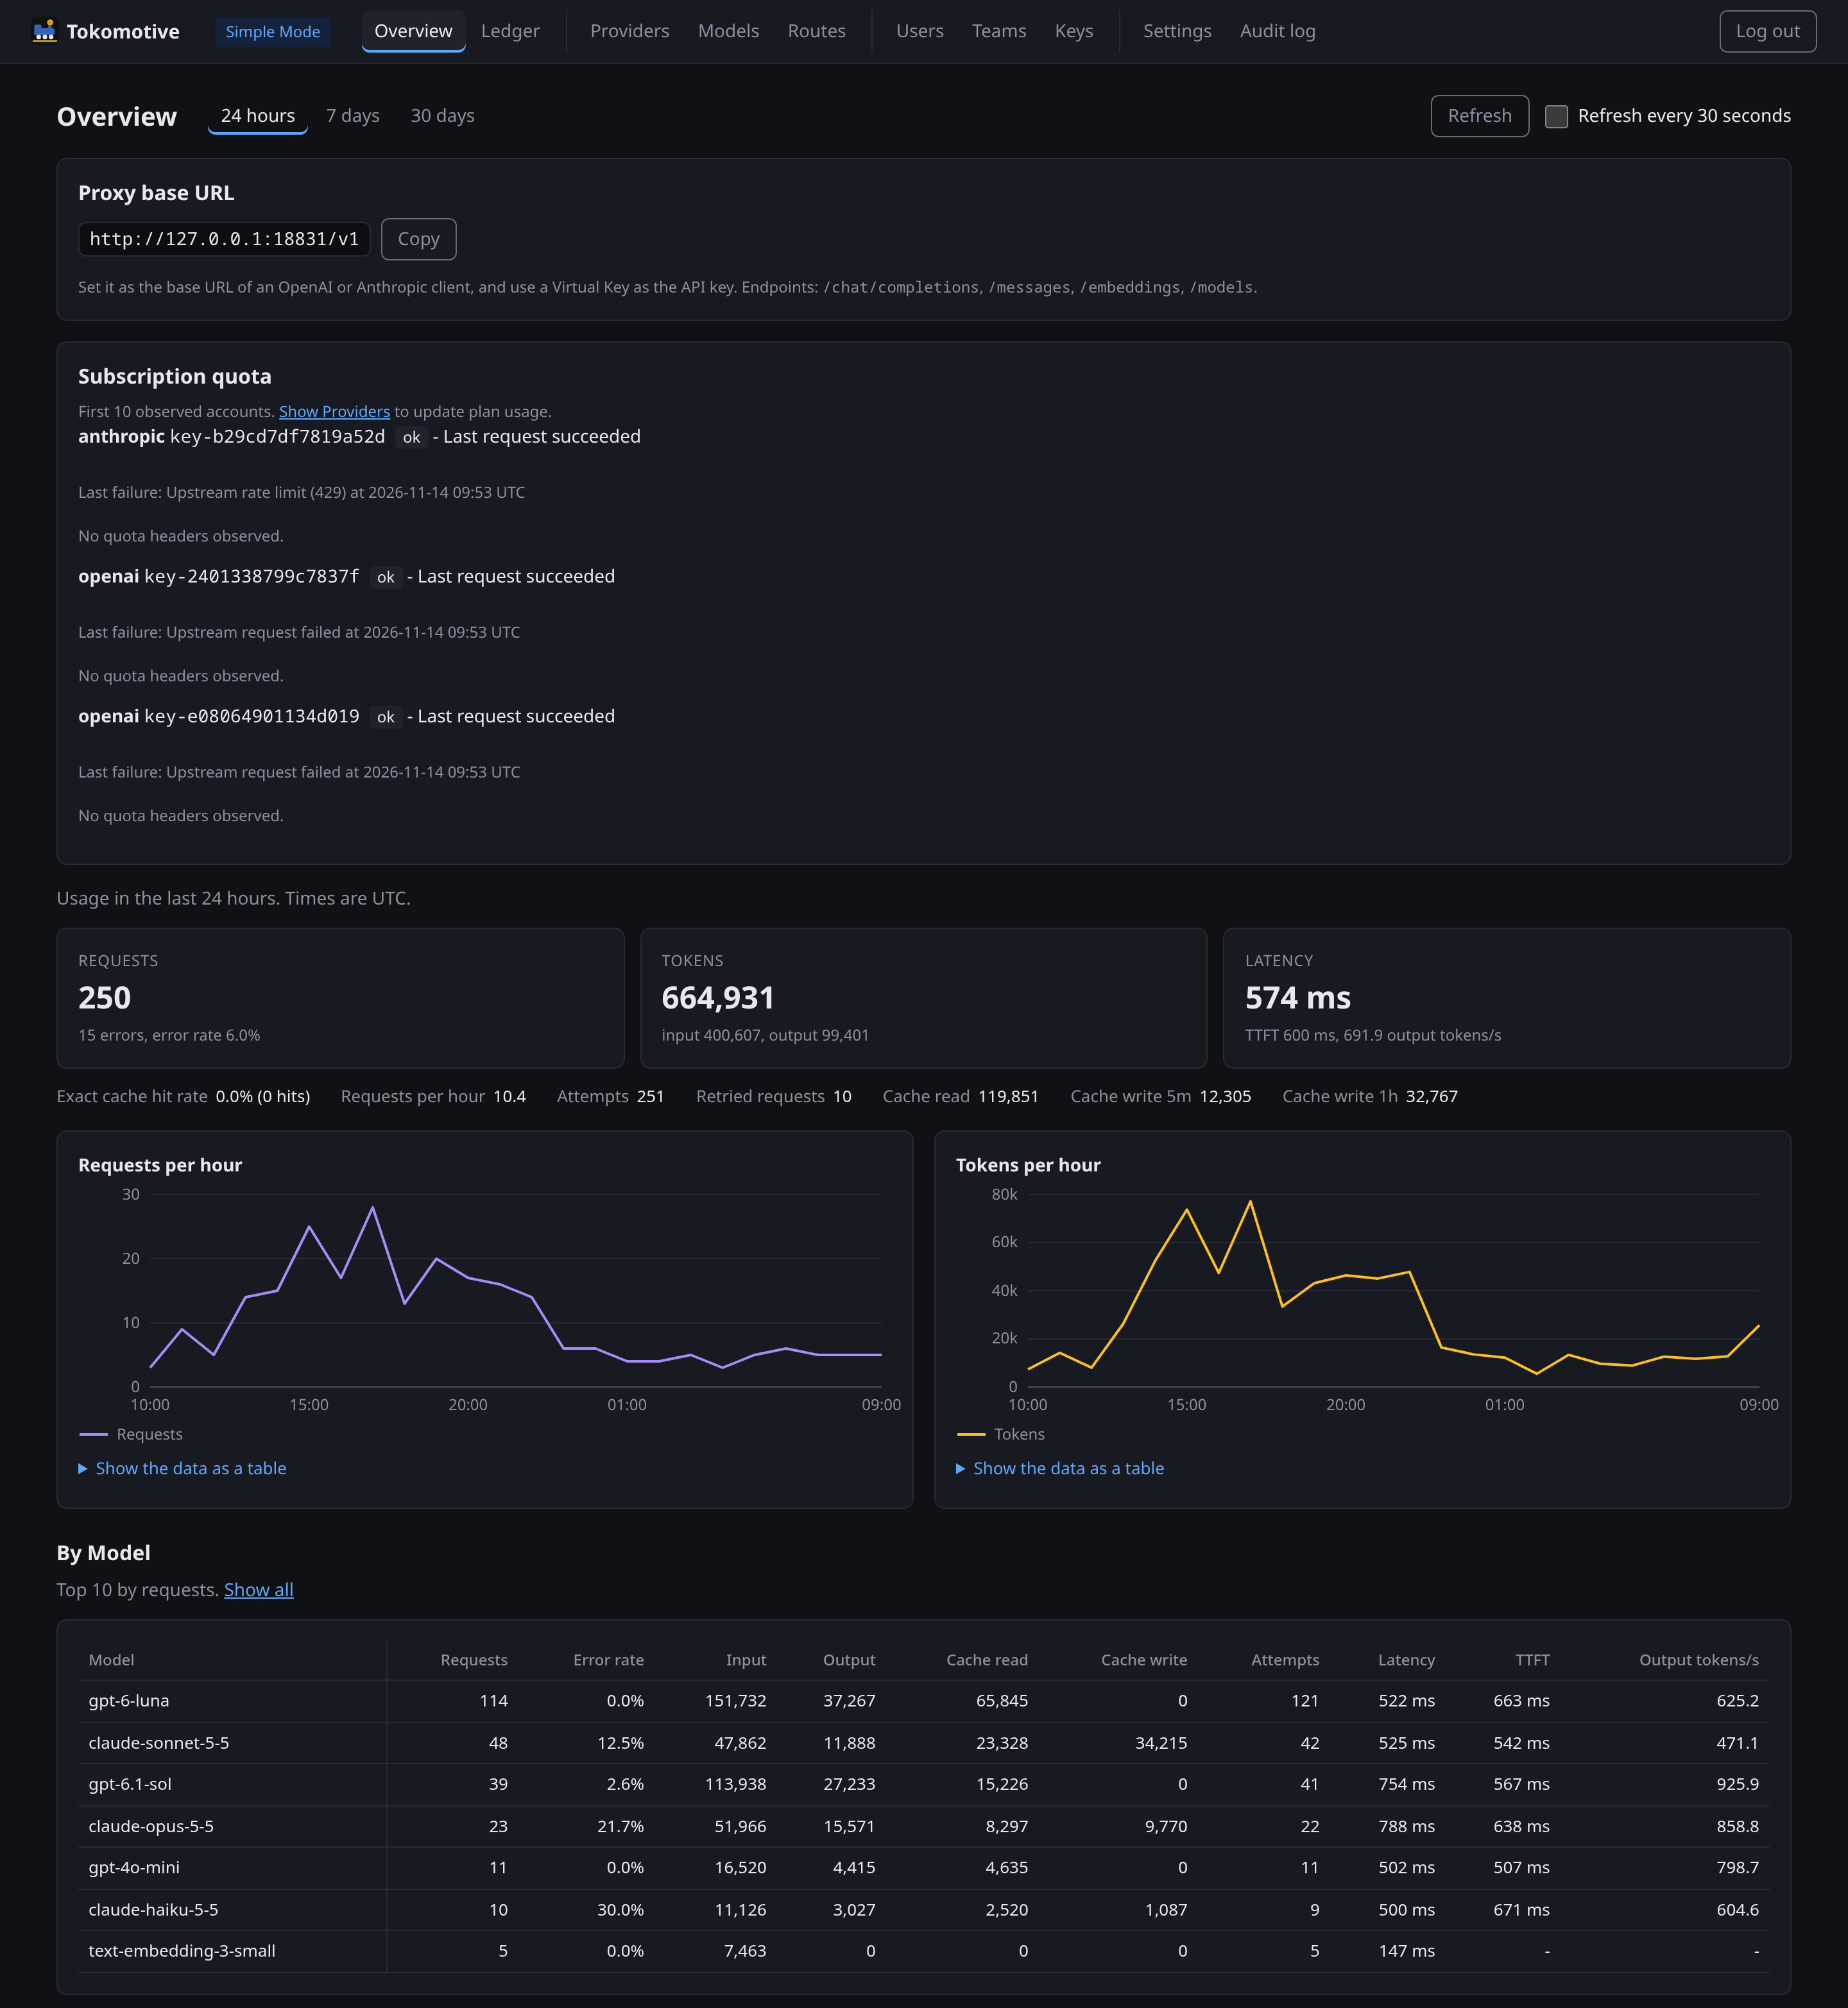 Tokomotive Simple Mode Overview Ledger Providers Models Routes Users Teams Keys Settings Audit log Log out
Overview 24 hours 7 days 30 days Refresh Refresh every 30 seconds
Proxy base URL
http://127.0.0.1:18831/v1 Copy
Set it as the base URL of an OpenAI or Anthropic client, and use a Virtual Key as the API key. Endpoints: /chat/completions, /messages, /embeddings, /models.
Subscription quota
First 10 observed accounts. Show Providers to update plan usage.
anthropic key-b29cd7df7819a52d ok - Last request succeeded
Last failure: Upstream rate limit (429) at 2026-11-14 09:53 UTC
No quota headers observed.
openai key-2401338799c7837f ok - Last request succeeded
Last failure: Upstream request failed at 2026-11-14 09:53 UTC
No quota headers observed.
openai key-e08064901134d019 ok - Last request succeeded
Last failure: Upstream request failed at 2026-11-14 09:53 UTC
No quota headers observed.
Usage in the last 24 hours. Times are UTC.
REQUESTS
250
15 errors, error rate 6.0%
TOKENS
664,931
input 400,607, output 99,401
LATENCY
574 ms
TTFT 600 ms, 691.9 output tokens/s
Exact cache hit rate 0.0% (0 hits) Requests per hour 10.4 Attempts 251 Retried requests 10 Cache read 119,851 Cache write 5m 12,305 Cache write 1h 32,767
Requests per hour
30
20
10
0
10:00 15:00 20:00 01:00 09:00
Requests
Show the data as a table
Tokens per hour
80k
60k
40k
20k
0
10:00 15:00 20:00 01:00 09:00
Tokens
Show the data as a table
By Model
Top 10 by requests. Show all
Model Requests Error rate Input Output Cache read Cache write Attempts Latency TTFT Output tokens/s
gpt-6-luna 114 0.0% 151,732 37,267 65,845 0 121 522 ms 663 ms 625.2
claude-sonnet-5-5 48 12.5% 47,862 11,888 23,328 34,215 42 525 ms 542 ms 471.1
gpt-6.1-sol 39 2.6% 113,938 27,233 15,226 0 41 754 ms 567 ms 925.9
claude-opus-5-5 23 21.7% 51,966 15,571 8,297 9,770 22 788 ms 638 ms 858.8
gpt-4o-mini 11 0.0% 16,520 4,415 4,635 0 11 502 ms 507 ms 798.7
claude-haiku-5-5 10 30.0% 11,126 3,027 2,520 1,087 9 500 ms 671 ms 604.6
text-embedding-3-small 5 0.0% 7,463 0 0 0 5 147 ms - -